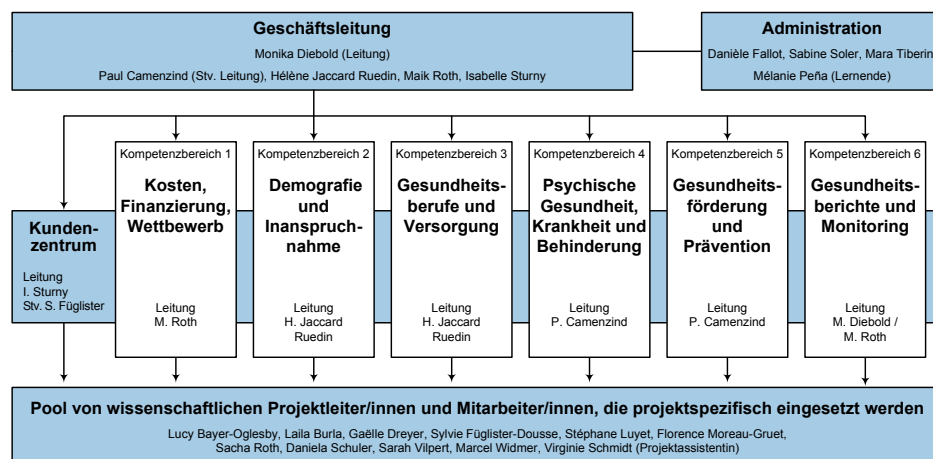 Geschäftsleitung
Monika Diebold (Leitung)
Paul Camenzind (Stv. Leitung), Hélène Jaccard Ruedin, Maik Roth, Isabelle Sturny
Administration
Danièle Fallot, Sabine Soler, Mara Tiberini
Mélanie Peña (Lernende)
Kunden-
zentrum
Leitung
I. Sturny
Stv. S. Füglister
Kompetenzbereich 1
Kosten,
Finanzierung,
Wettbewerb
Leitung
M. Roth
Kompetenzbereich 2
Demografie
und
Inanspruch-
nahme
Leitung
H. Jaccard
Ruedin
Kompetenzbereich 3
Gesundheits-
berufe und
Versorgung
Leitung
H. Jaccard
Ruedin
Kompetenzbereich 4
Psychische
Gesundheit,
Krankheit und
Behinderung
Leitung
P. Camenzind
Kompetenzbereich 5
Gesundheits-
förderung
und
Prävention
Leitung
P. Camenzind
Kompetenzbereich 6
Gesundheits-
berichte und
Monitoring
Leitung
M. Diebold /
M. Roth
Pool von wissenschaftlichen Projektleiter/innen und Mitarbeiter/innen, die projektspezifisch eingesetzt werden
Lucy Bayer-Oglesby, Laila Burla, Gaëlle Dreyer, Sylvie Füglister-Dousse, Stéphane Luyet, Florence Moreau-Gruet,
Sacha Roth, Daniela Schuler, Sarah Vilpert, Marcel Widmer, Virginie Schmidt (Projektassistentin)